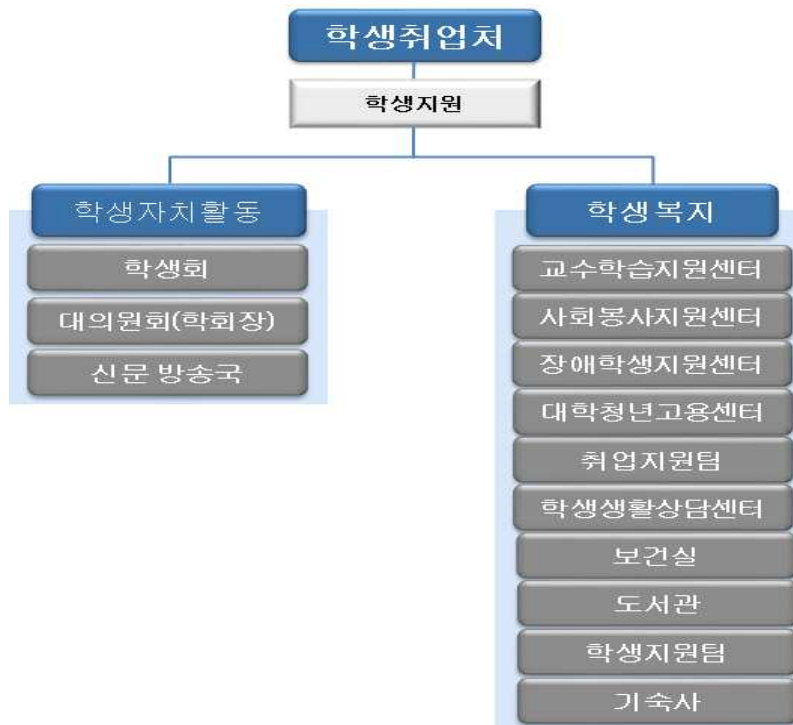 학생취업처
학생지원
학생자치활동
학생회
대의원회(학회장)
신문 방송국
학생복지
교수학습지원센터
사회봉사지원센터
장애학생지원센터
대학청년고용센터
취업지원팀
학생생활상담센터
보건실
도서관
학생지원팀
기숙사